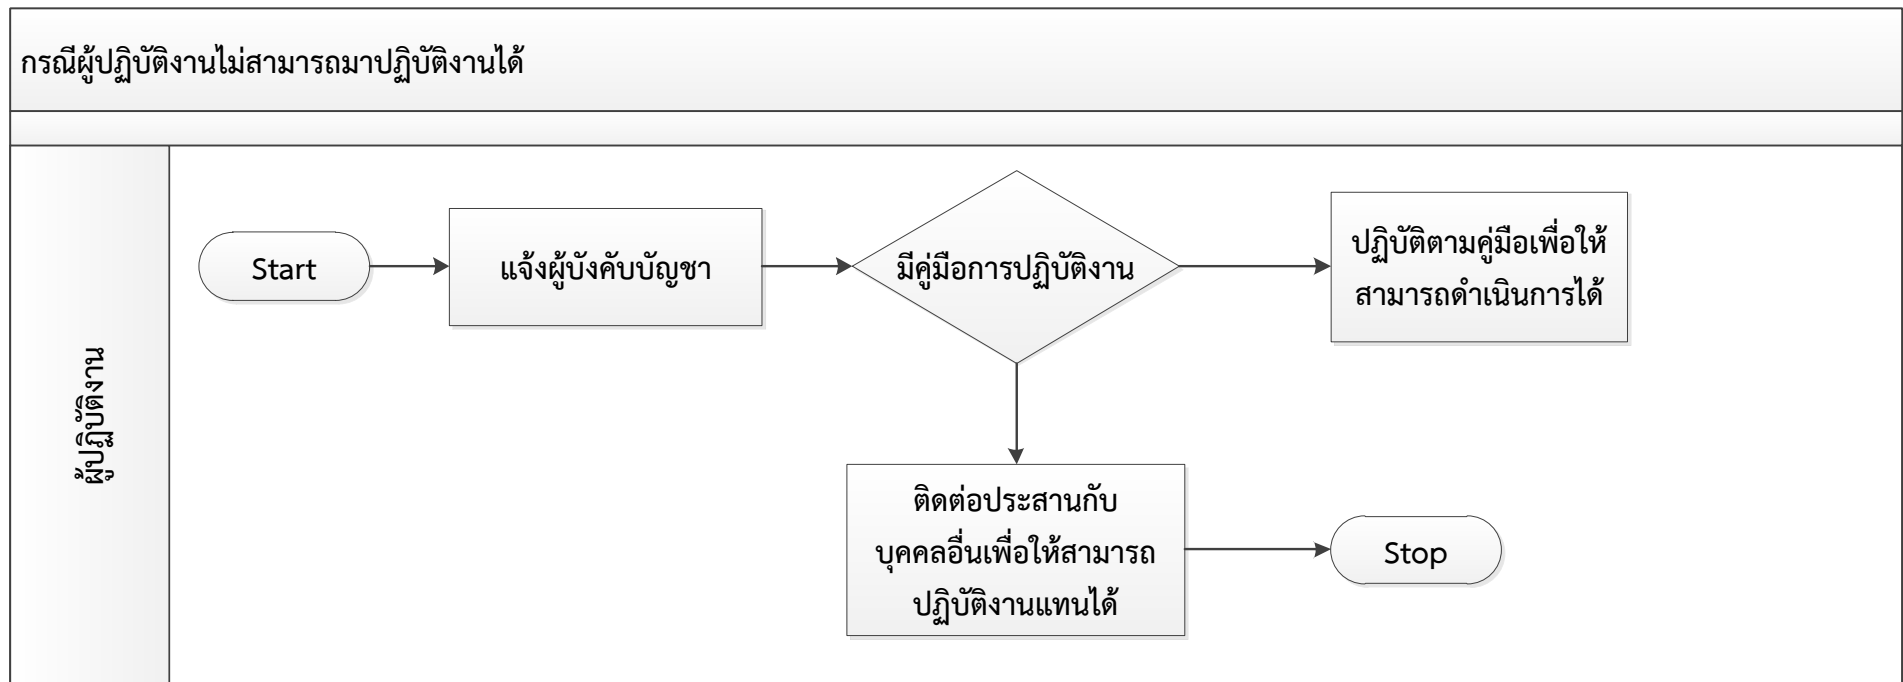 กรณีผู้ปฏิบัติงานไม่สามารถมาปฏิบัติงานได้
ผู้ปฏิบัติงาน
Start
แจ้งผู้บังคับบัญชา
มีคู่มือการปฏิบัติงาน
ปฏิบัติตามคู่มือเพื่อให้
สามารถดำเนินการได้
ติดต่อประสานกับ
บุคคลอื่นเพื่อให้สามารถ
ปฏิบัติงานแทนได้
Stop